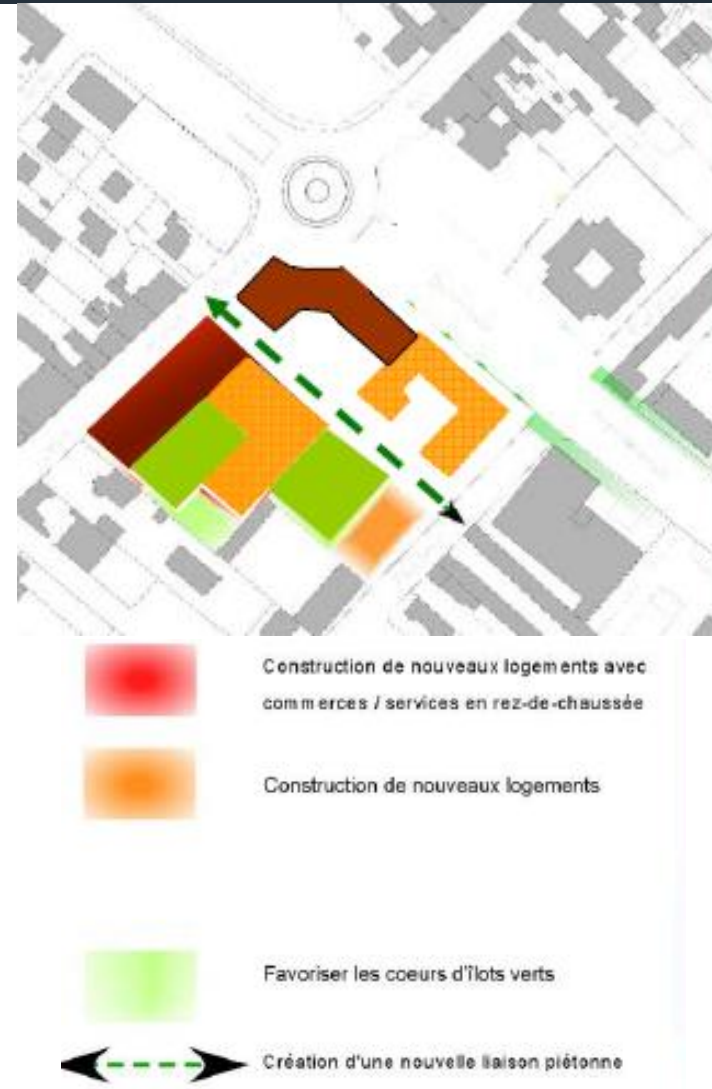 Construction de nouveaux logements avec
commerces / services en rez-de-chaussée
Construction de nouveaux logements
Favoriser les coeurs d'îlots verts
Création d'une nouvelle liaison piétonne